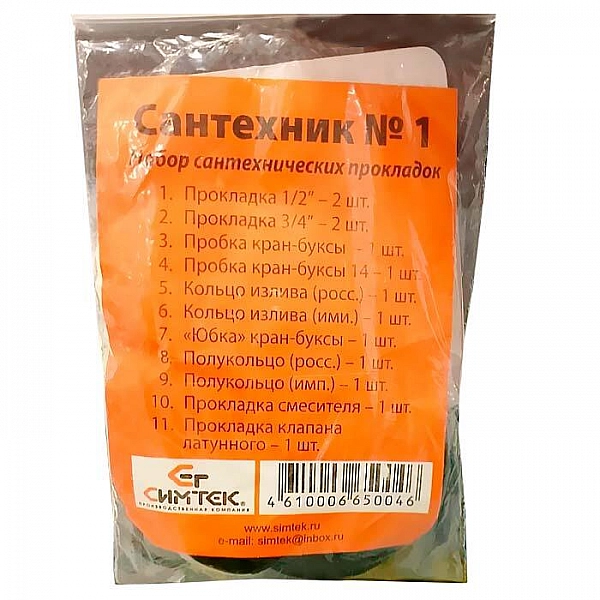 Сантехник № 1
Набор сантехнических прокладок
1. Прокладка 1/2" – 2 шт.
2. Прокладка 3/4" – 2 шт.
3. Пробка кран-буксы – 1 шт.
4. Пробка кран-буксы 14 – 1 шт.
5. Кольцо излива (росс.) – 1 шт.
6. Кольцо излива (ими.) – 1 шт.
7. «Юбка» кран-буксы – 1 шт.
8. Полукольцо (росс.) – 1 шт.
9. Полукольцо (имп.) – 1 шт.
10. Прокладка смесителя – 1 шт.
11. Прокладка клапана
латунного – 1 шт.
СИМТЕК®
ПРОИЗВОДСТВЕННАЯ КОМПАНИЯ
4 610006 650046
www.simtek.ru
e-mail: simtek@inbox.ru